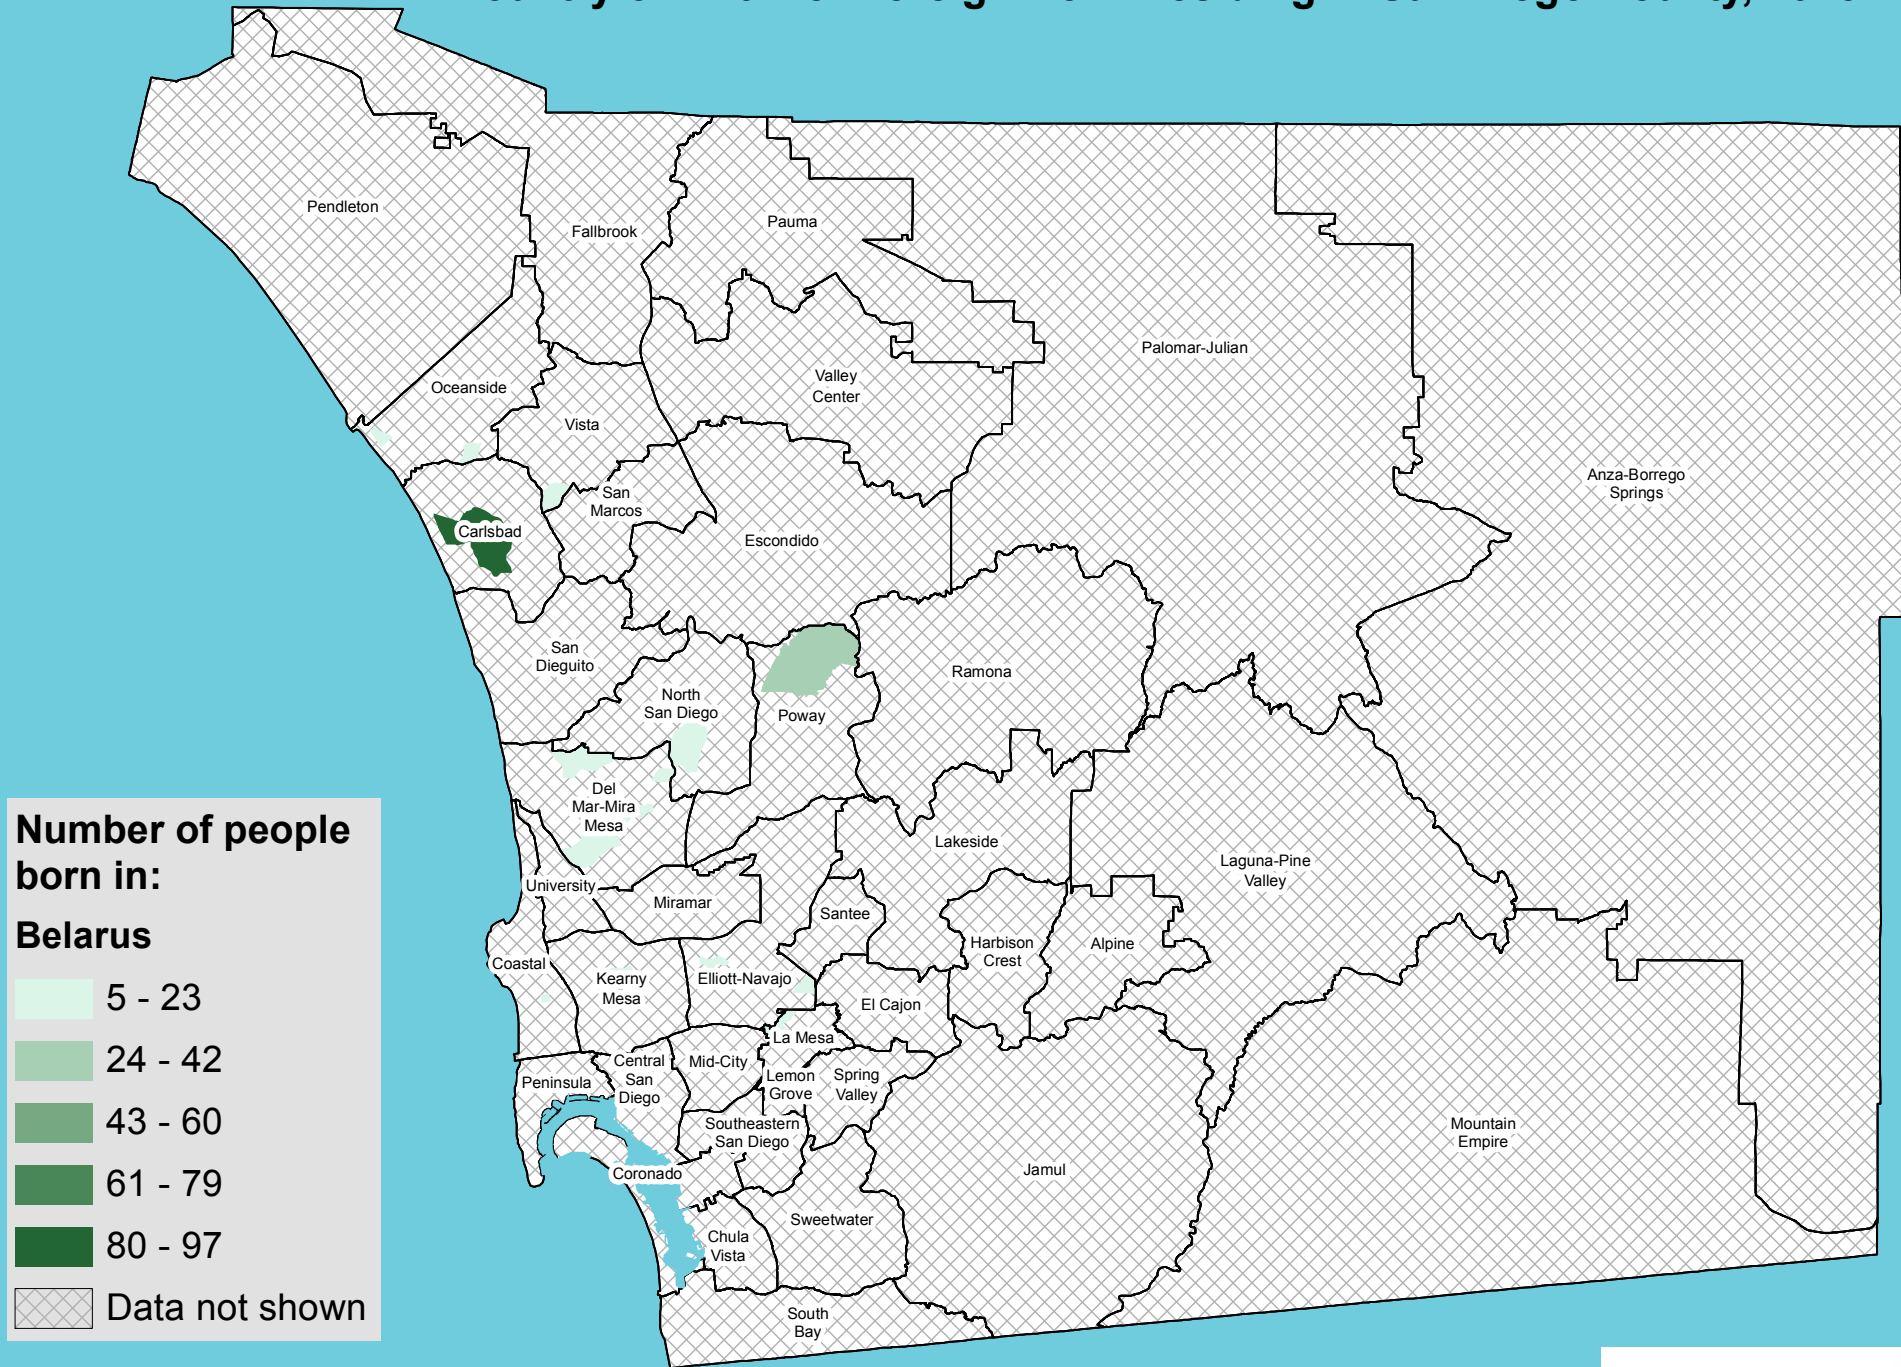 Pendleton
Fallbrook
Pauma
Palomar-Julian
Oceanside
Valley
Center
Vista
Anza-Borrego
Springs
San
Marcos
Carlsbad
Escondido
San
Dieguito
Ramona
North
San Diego
Poway
Del
Mar-Mira
Mesa
Lakeside
Laguna-Pine
Valley
University
Miramar
Santee
Harbison
Crest
Alpine
Coastal
Kearny
Mesa
Elliott-Navajo
El Cajon
La Mesa
Central
San
Diego
Mid-City
Peninsula
Lemon
Grove
Spring
Valley
Southeastern
San Diego
Mountain
Empire
Coronado
Jamul
Sweetwater
Chula
Vista
South
Bay
Number of people
born in:
Belarus
5 - 23
24 - 42
43 - 60
61 - 79
80 - 97
Data not shown